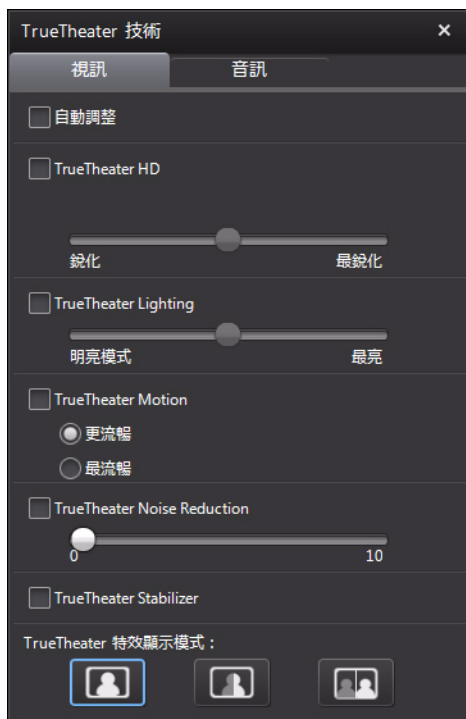 TrueTheater 技術
視訊 音訊
自動調整
TrueTheater HD
銳化 最銳化
TrueTheater Lighting
明亮模式 最亮
TrueTheater Motion
更流暢
最流暢
TrueTheater Noise Reduction
0 10
TrueTheater Stabilizer
TrueTheater 特效顯示模式：